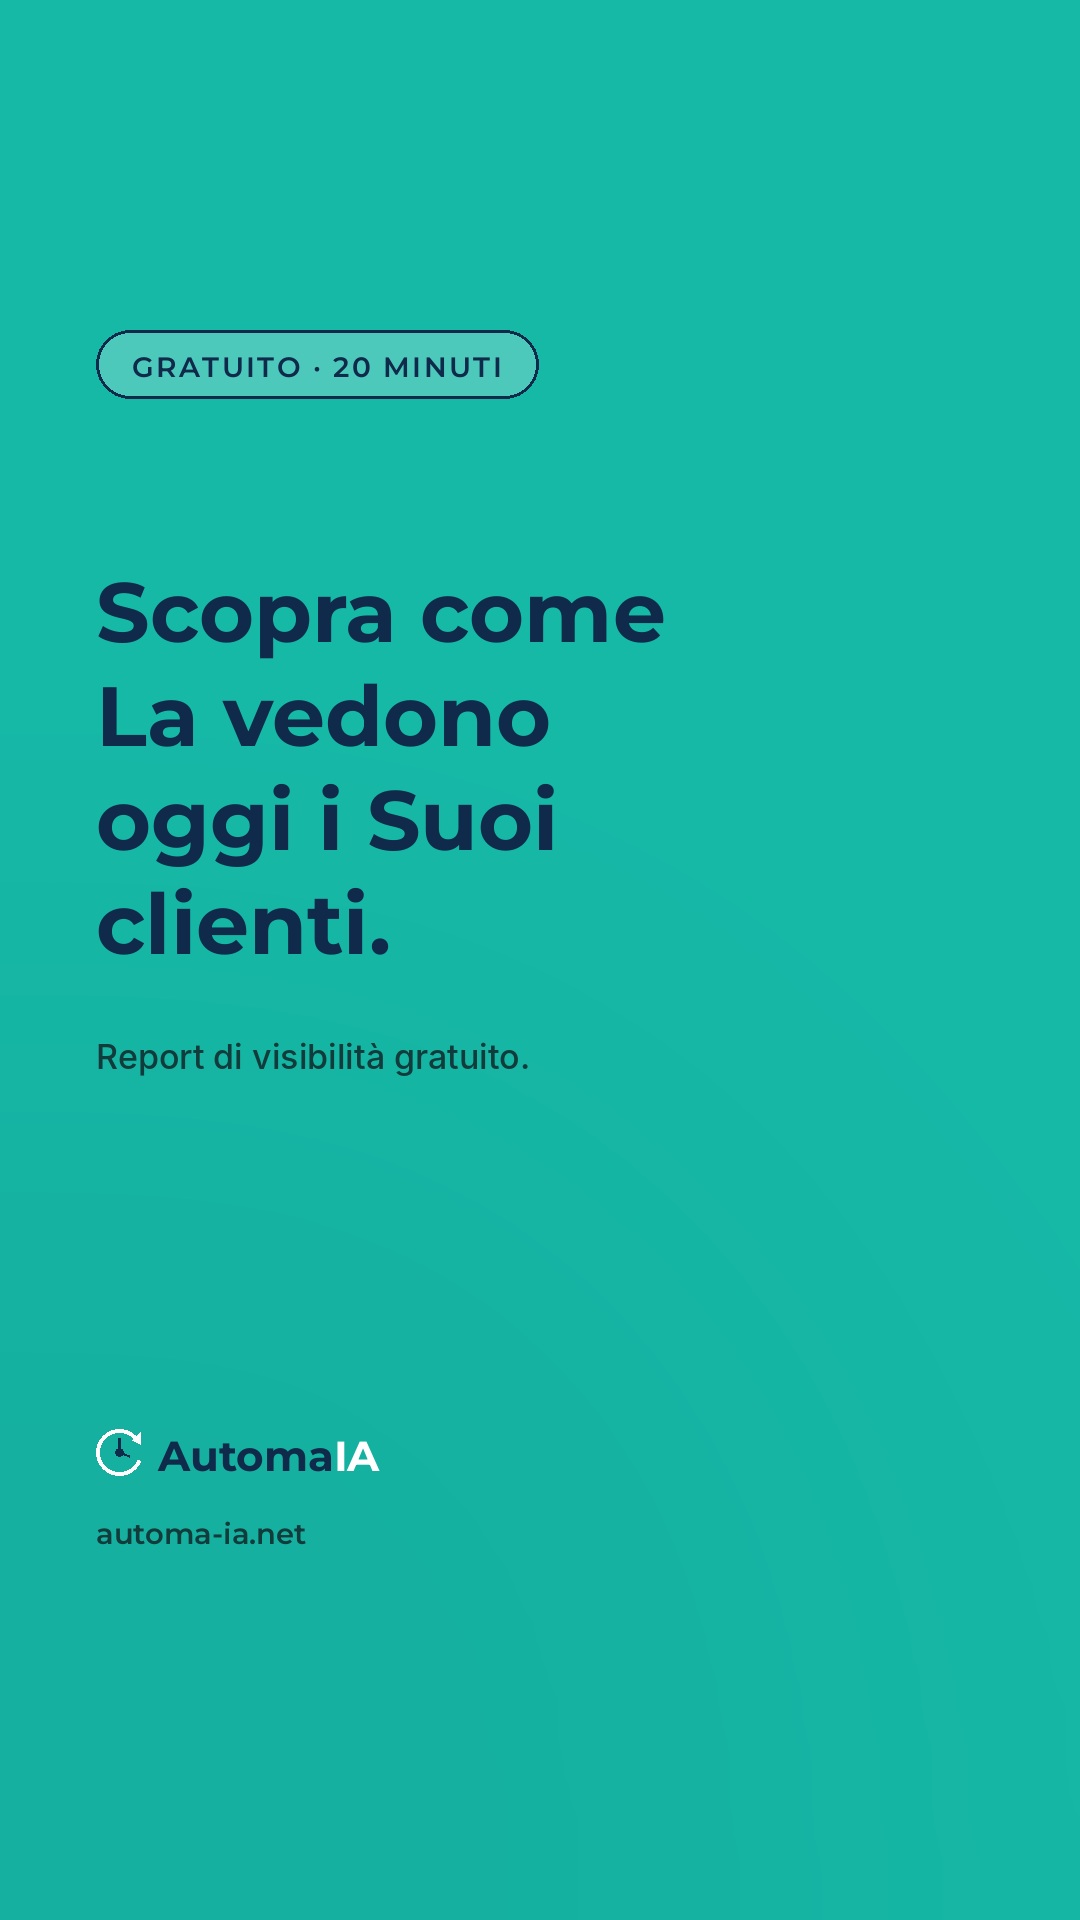 GRATUITO · 20 MINUTI
Scopra come
La vedono
oggi i Suoi
clienti.
Report di visibilità gratuito.
AutomaIA
automa-ia.net